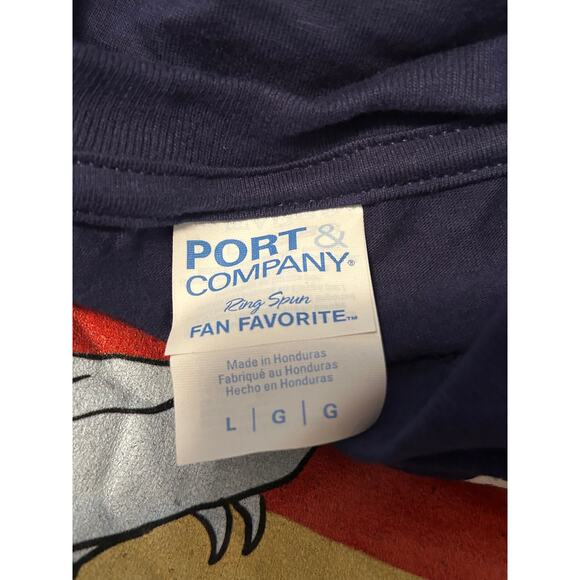 PORT &
COMPANY®
Ring Spun
FAN FAVORITE™
Made in Honduras
Fabriqué au Honduras
Hecho en Honduras
L | G | G